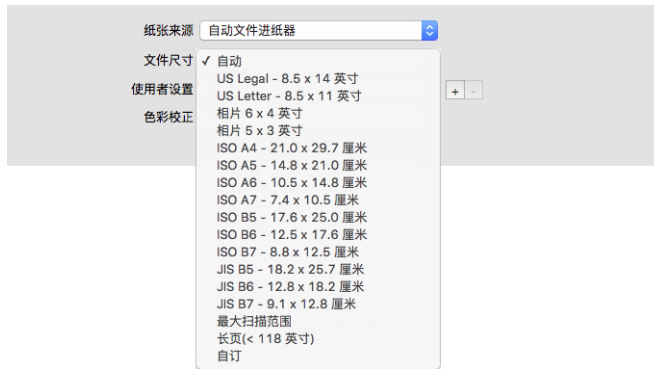 纸张来源 自动文件进纸器
文件尺寸 ✓ 自动
US Legal - 8.5 x 14 英寸
使用者设置 US Letter - 8.5 x 11 英寸 + -
相片 6 x 4 英寸
色彩校正 相片 5 x 3 英寸
ISO A4 - 21.0 x 29.7 厘米
ISO A5 - 14.8 x 21.0 厘米
ISO A6 - 10.5 x 14.8 厘米
ISO A7 - 7.4 x 10.5 厘米
ISO B5 - 17.6 x 25.0 厘米
ISO B6 - 12.5 x 17.6 厘米
ISO B7 - 8.8 x 12.5 厘米
JIS B5 - 18.2 x 25.7 厘米
JIS B6 - 12.8 x 18.2 厘米
JIS B7 - 9.1 x 12.8 厘米
最大扫描范围
长页(< 118 英寸)
自订